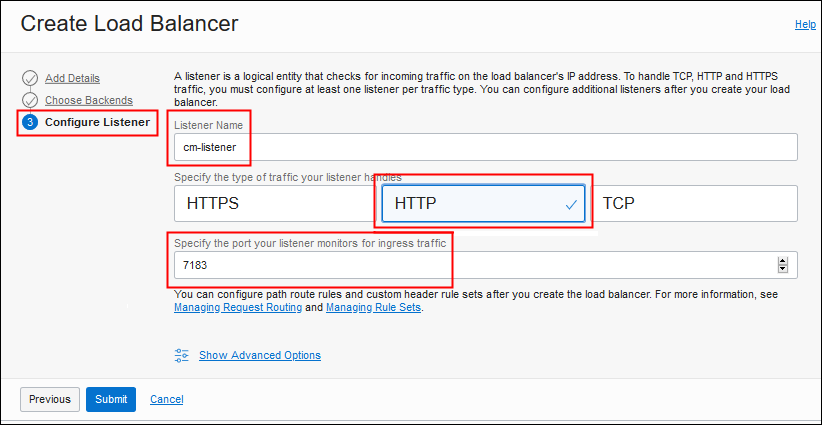 Create Load Balancer
Help
Add Details
Choose Backends
3 Configure Listener
A listener is a logical entity that checks for incoming traffic on the load balancer's IP address. To handle TCP, HTTP and HTTPS
traffic, you must configure at least one listener per traffic type. You can configure additional listeners after you create your load
balancer.
Listener Name
cm-listener
Specify the type of traffic your listener handles
HTTPS
HTTP
TCP
Specify the port your listener monitors for ingress traffic
7183
You can configure path route rules and custom header rule sets after you create the load balancer. For more information, see
Managing Request Routing and Managing Rule Sets.
Show Advanced Options
Previous
Submit
Cancel